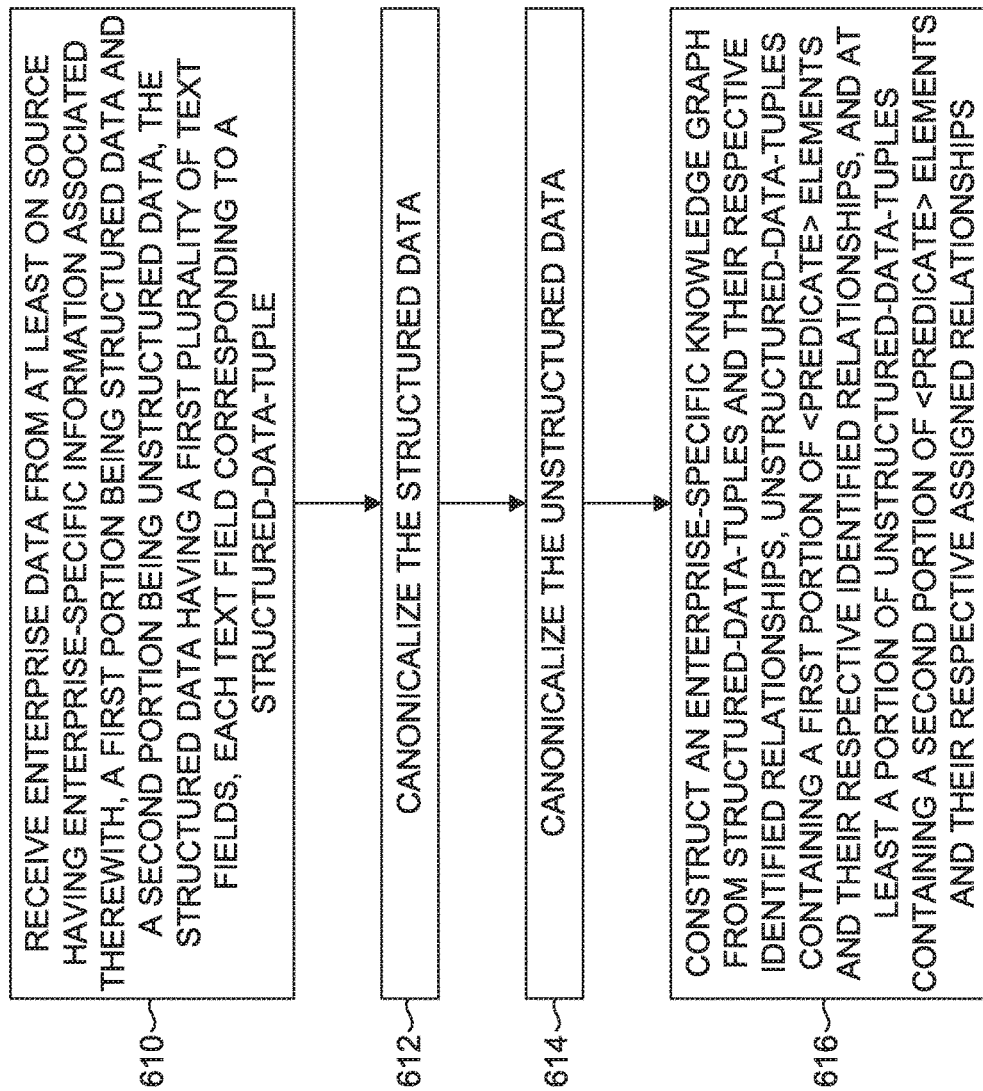 RECEIVE ENTERPRISE DATA FROM AT LEAST ON SOURCE
HAVING ENTERPRISE-SPECIFIC INFORMATION ASSOCIATED
THEREWITH, A FIRST PORTION BEING STRUCTURED DATA AND
A SECOND PORTION BEING UNSTRUCTURED DATA, THE
STRUCTURED DATA HAVING A FIRST PLURALITY OF TEXT
FIELDS, EACH TEXT FIELD CORRESPONDING TO A
STRUCTURED-DATA-TUPLE
610
CANONICALIZE THE STRUCTURED DATA
612
CANONICALIZE THE UNSTRUCTURED DATA
614
CONSTRUCT AN ENTERPRISE-SPECIFIC KNOWLEDGE GRAPH
FROM STRUCTURED-DATA-TUPLES AND THEIR RESPECTIVE
IDENTIFIED RELATIONSHIPS, UNSTRUCTURED-DATA-TUPLES
CONTAINING A FIRST PORTION OF <PREDICATE> ELEMENTS
AND THEIR RESPECTIVE IDENTIFIED RELATIONSHIPS, AND AT
LEAST A PORTION OF UNSTRUCTURED-DATA-TUPLES
CONTAINING A SECOND PORTION OF <PREDICATE> ELEMENTS
AND THEIR RESPECTIVE ASSIGNED RELATIONSHIPS
616